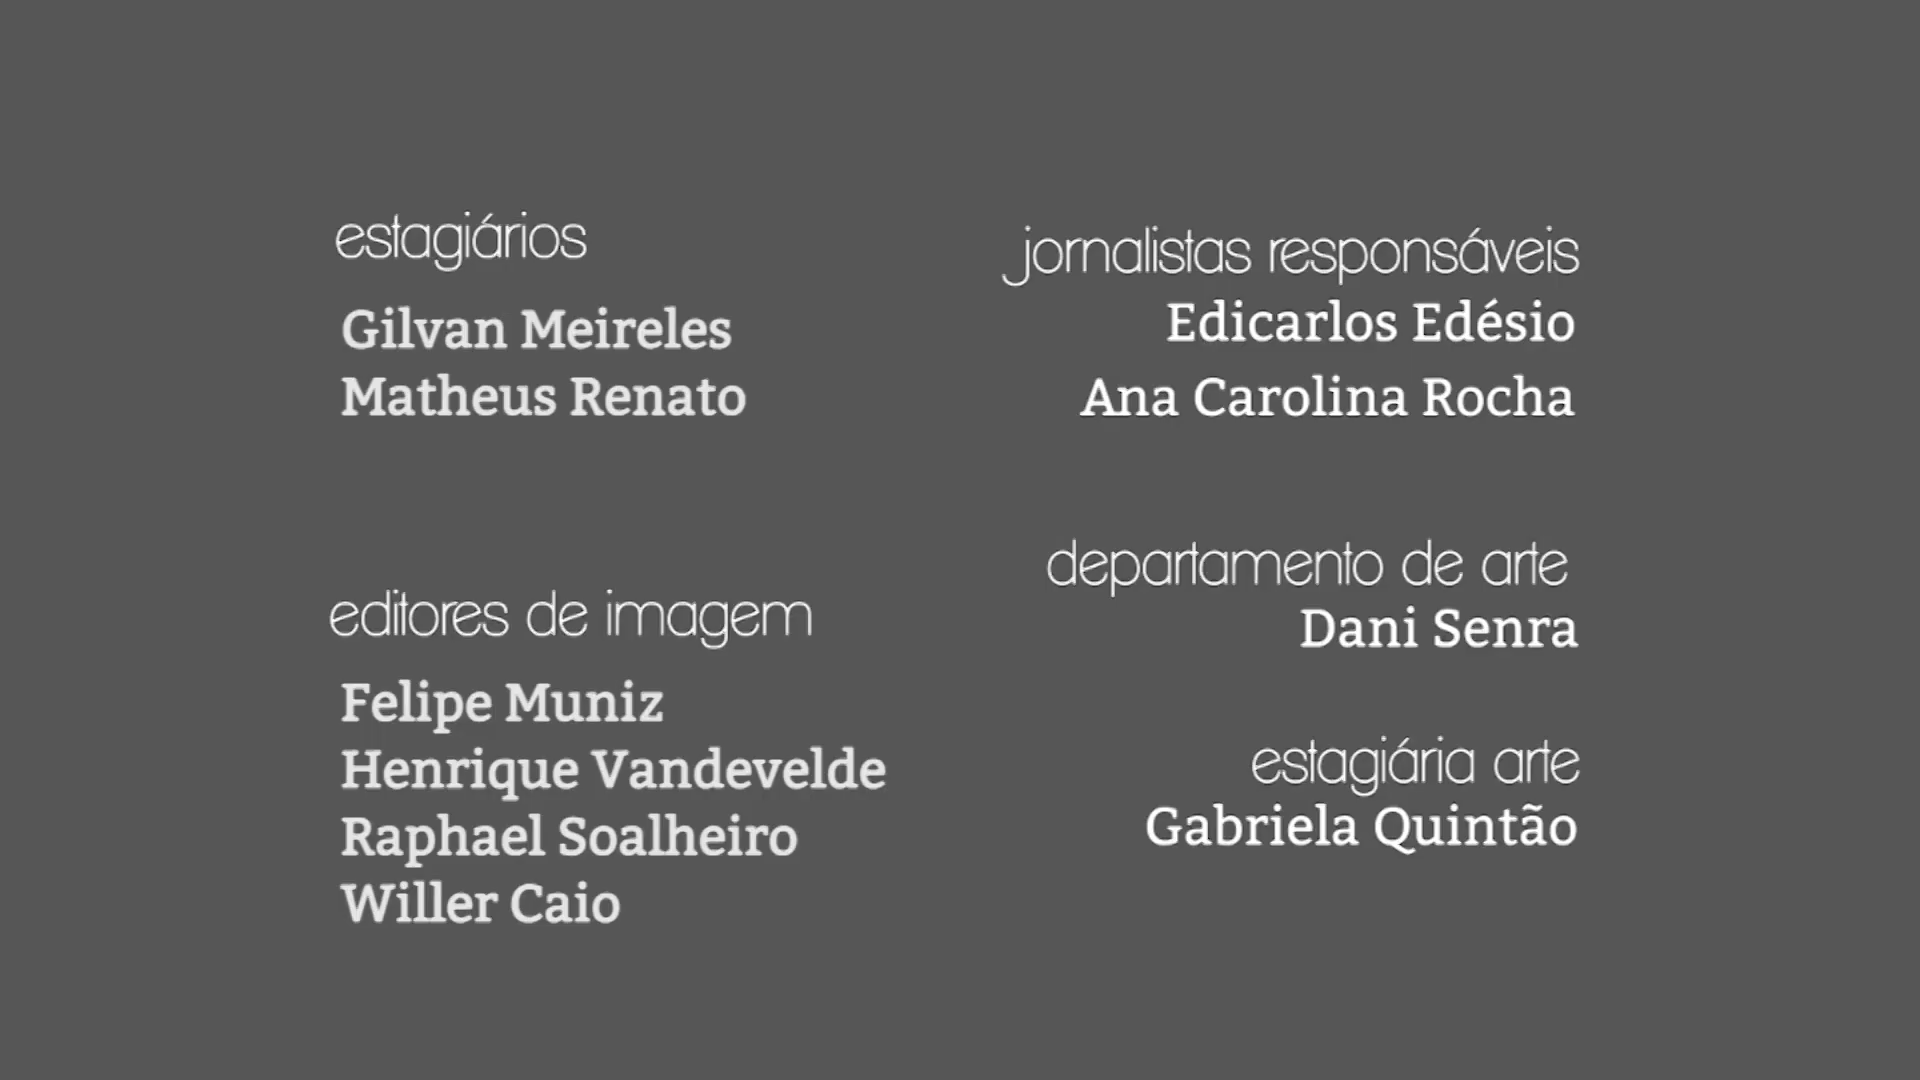 estagiários
Gilvan Meireles
Matheus Renato
editores de imagem
Felipe Muniz
Henrique Vandevelde
Raphael Soalheiro
Willer Caio
jornalistas responsáveis
Edicarlos Edésio
Ana Carolina Rocha
departamento de arte
Dani Senra
estagiária arte
Gabriela Quintão